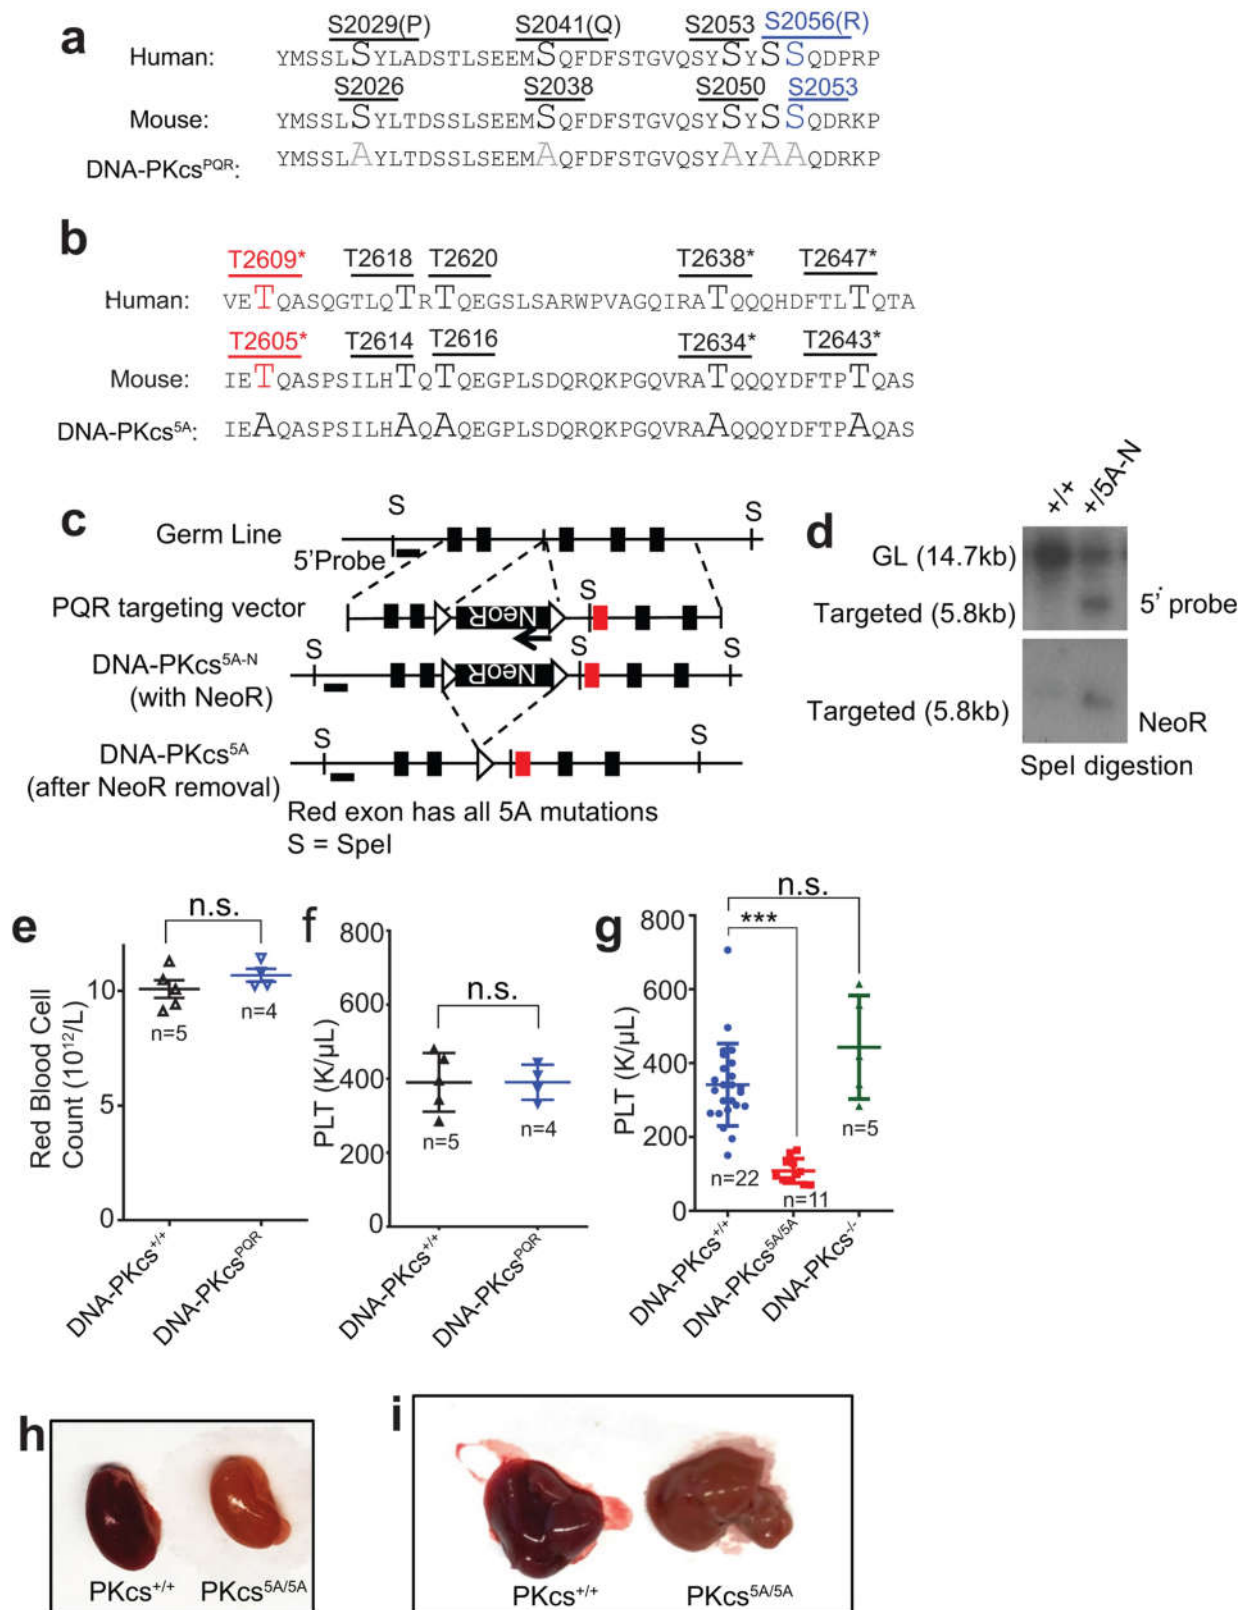 a
S2029(P) S2041(Q) S2053 S2056(R)
Human: YMSSLSYLADSTLSEEMSQFDFSTGVQSYSYSSQDPRP
S2026 S2038 S2050 S2053
Mouse: YMSSLSYLTDSSLSEEMSQFDFSTGVQSYSYSSQDRKP
DNA-PKcsPQR: YMSSLAYLTDSSLSEEMAQFDFSTGVQSYAYAAQDRKP
b
T2609* T2618 T2620 T2638* T2647*
Human: VETQASQGTLQTRTQEGSLSARWPVAGQIRATQQQHDFTLTQTA
T2605* T2614 T2616 T2634* T2643*
Mouse: IETQASPSILHTQTQEGPLSDQRQKPGQVRATQQQYDFTPTQAS
DNA-PKcs5A: IEAQASPSILHAQAQEGPLSDQRQKPGQVRAAQQQYDFTPAQAS
c
S S
Germ Line
5'Probe
S
PQR targeting vector
NeoR
S S S
DNA-PKcs5A-N
(with NeoR)
NeoR
S S S
DNA-PKcs5A
(after NeoR removal)
Red exon has all 5A mutations
S = SpeI
d
+/+ +/5A-N
GL (14.7kb)
Targeted (5.8kb)
5' probe
Targeted (5.8kb)
NeoR
SpeI digestion
e
n.s.
Red Blood Cell
Count (1012/L)
10
5
0
n=5
n=4
DNA-PKcs+/+
DNA-PKcsPQR
f
n.s.
PLT (K/μL)
800
600
400
200
0
n=5
n=4
DNA-PKcs+/+
DNA-PKcsPQR
g
n.s.
***
PLT (K/μL)
800
600
400
200
0
n=22
n=11
n=5
DNA-PKcs+/+
DNA-PKcs5A/5A
DNA-PKcs-/-
h
PKcs+/+ PKcs5A/5A
i
PKcs+/+ PKcs5A/5A